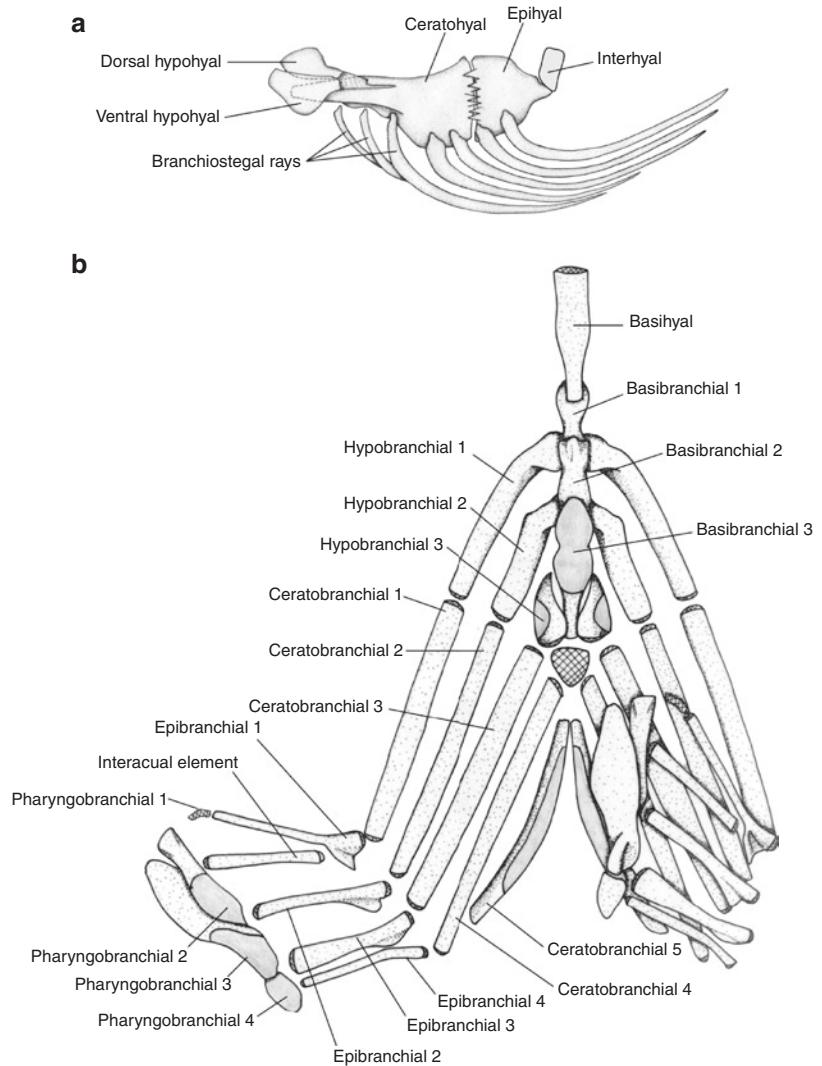 a
Epihyal
Ceratohyal
Dorsal hypohyal
Interhyal
Ventral hypohyal
Branchiostegal rays
b
Basihyal
Basibranchial 1
Hypobranchial 1
Basibranchial 2
Hypobranchial 2
Basibranchial 3
Hypobranchial 3
Ceratobranchial 1
Ceratobranchial 2
Ceratobranchial 3
Epibranchial 1
Interacual element
Pharyngobranchial 1
Ceratobranchial 5
Pharyngobranchial 2
Pharyngobranchial 3
Ceratobranchial 4
Epibranchial 4
Pharyngobranchial 4
Epibranchial 3
Epibranchial 2